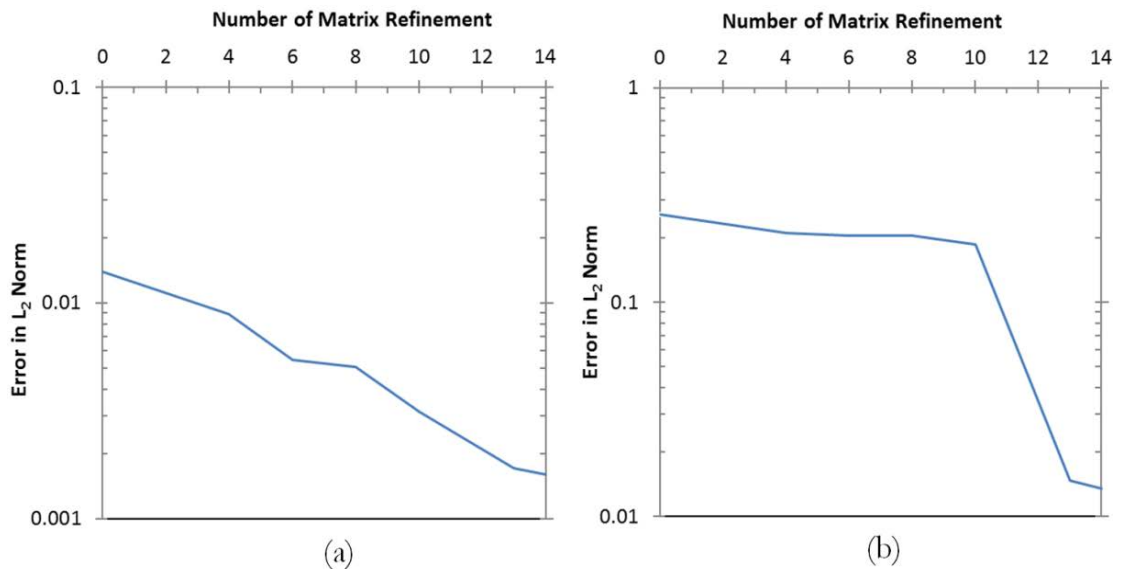 Number of Matrix Refinement
0 2 4 6 8 10 12 14
0.1
0.01
0.001
Error in L₂ Norm
(a)
Number of Matrix Refinement
0 2 4 6 8 10 12 14
1
0.1
0.01
Error in L₂ Norm
(b)